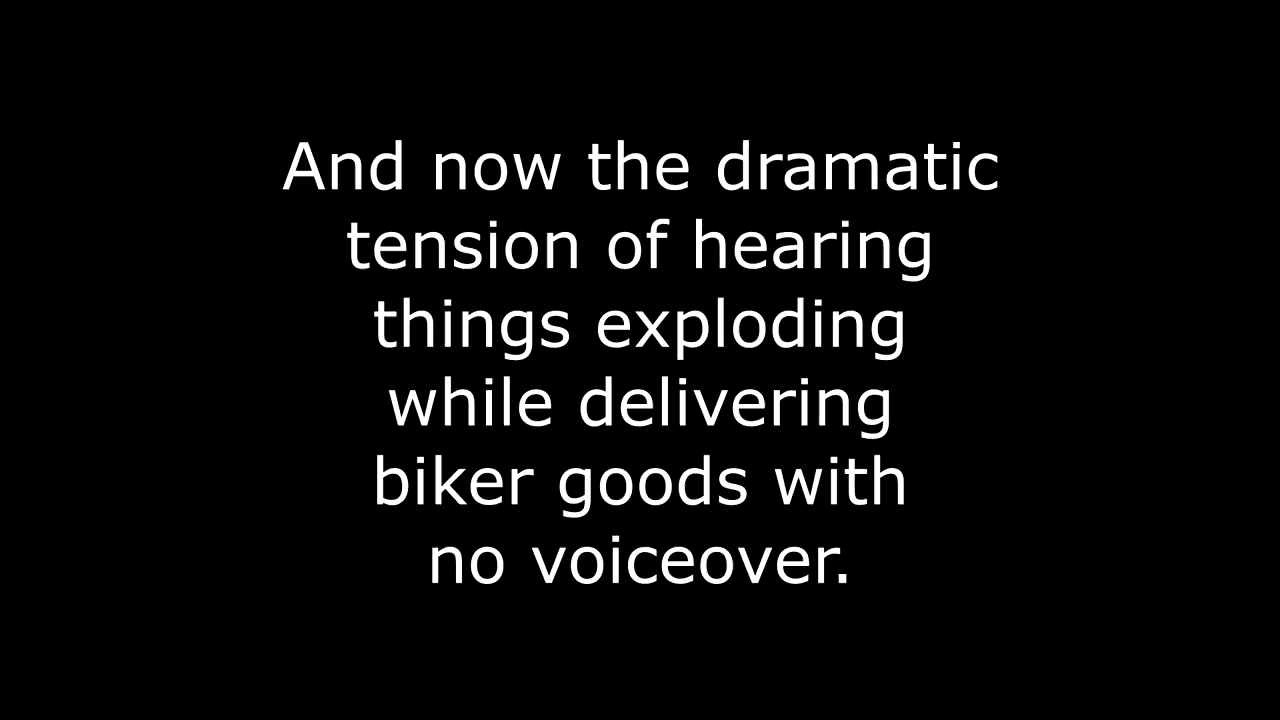 And now the dramatic
tension of hearing
things exploding
while delivering
biker goods with
no voiceover.